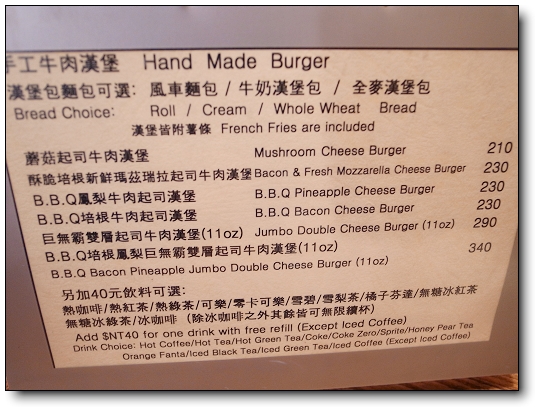 手工牛肉漢堡 Hand Made Burger
漢堡包麵包可選: 風車麵包 / 牛奶漢堡包 / 全麥漢堡包
Bread Choice: Roll / Cream / Whole Wheat Bread
漢堡皆附薯條 French Fries are included
蘑菇起司牛肉漢堡 Mushroom Cheese Burger 210
酥脆培根新鮮瑪茲瑞拉起司牛肉漢堡 Bacon & Fresh Mozzarella Cheese Burger 230
B.B.Q鳳梨牛肉起司漢堡 B.B.Q Pineapple Cheese Burger 230
B.B.Q培根牛肉起司漢堡 B.B.Q Bacon Cheese Burger 230
巨無霸雙層起司牛肉漢堡(11oz) Jumbo Double Cheese Burger (11oz) 290
B.B.Q培根鳳梨巨無霸雙層起司牛肉漢堡(11oz) 340
B.B.Q Bacon Pineapple Jumbo Double Cheese Burger (11oz)
另加40元飲料可選:
熱咖啡/熱紅茶/熱綠茶/可樂/零卡可樂/雪碧/雪梨茶/橘子芬達/無糖冰紅茶
無糖冰綠茶/冰咖啡 (除冰咖啡之外其餘皆可無限續杯)
Add $NT40 for one drink with free refill (Except Iced Coffee)
Drink Choice: Hot Coffee/Hot Tea/Hot Green Tea/Coke/Coke Zero/Sprite/Honey Pear Tea
Orange Fanta/Iced Black Tea/Iced Green Tea/Iced Coffee (Except Iced Coffee)